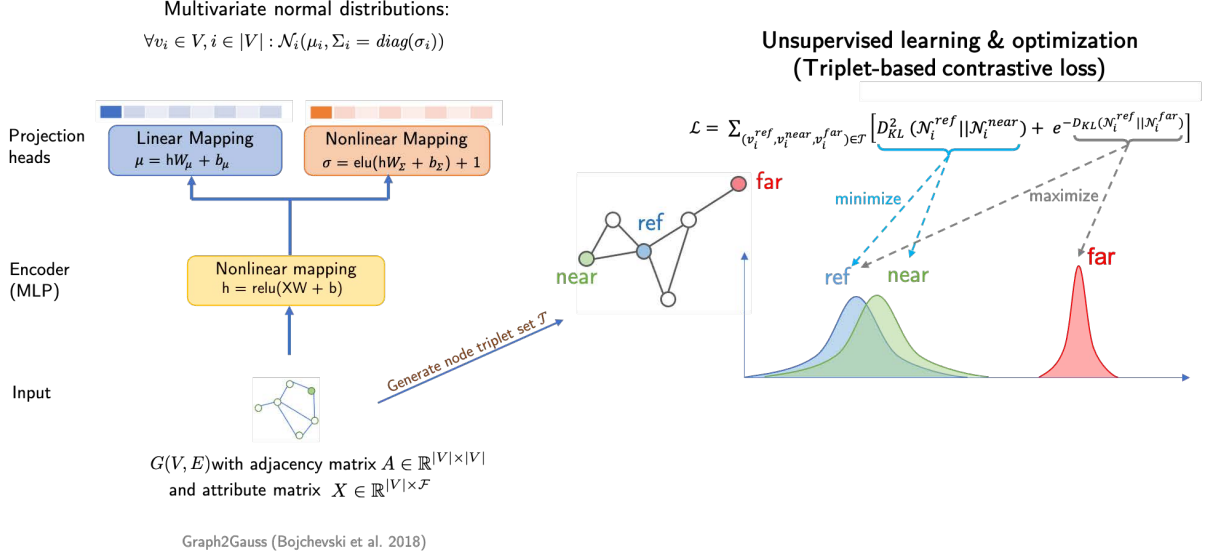 Multivariate normal distributions:
∀v_i ∈ V, i ∈ |V| : 𝒩_i(μ_i, Σ_i = diag(σ_i))
Projection
heads
Linear Mapping
μ = hW_μ + b_μ
Nonlinear Mapping
σ = elu(hW_Σ + b_Σ) + 1
Encoder
(MLP)
Nonlinear mapping
h = relu(XW + b)
Input
G(V, E) with adjacency matrix A ∈ ℝ^{|V|×|V|}
and attribute matrix X ∈ ℝ^{|V|×ℱ}
Graph2Gauss (Bojchevski et al. 2018)
Generate node triplet set 𝒯
near
ref
far
Unsupervised learning & optimization
(Triplet-based contrastive loss)
ℒ = Σ_{(v_i^{ref}, v_i^{near}, v_i^{far})∈𝒯} [D_{KL}^2 (𝒩_i^{ref}||𝒩_i^{near}) + e^{-D_{KL}(𝒩_i^{ref}||𝒩_i^{far})}]
minimize
maximize
ref
near
far